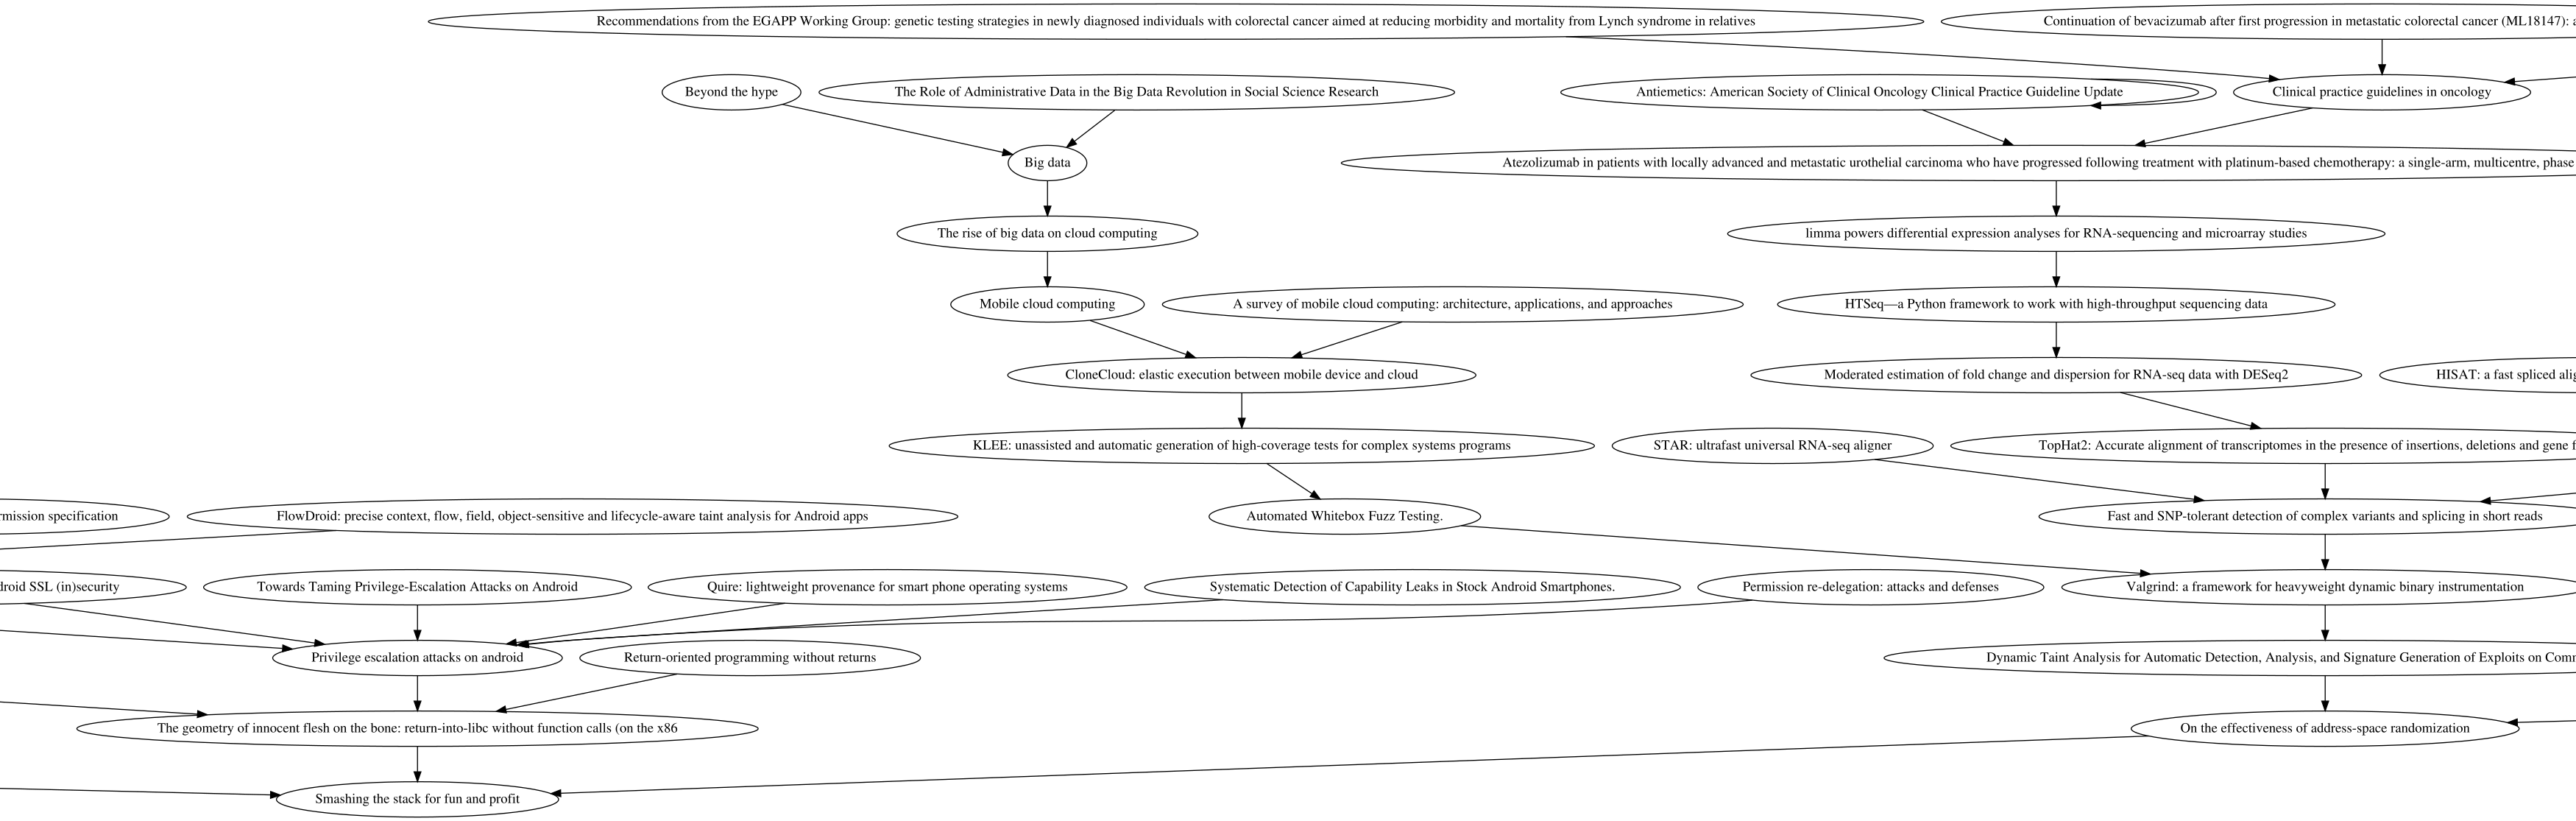 Recommendations from the EGAPP Working Group: genetic testing strategies in newly diagnosed individuals with colorectal cancer aimed at reducing morbidity and mortality from Lynch syndrome in relatives
Continuation of bevacizumab after first progression in metastatic colorectal cancer (ML18147): a
Beyond the hype
The Role of Administrative Data in the Big Data Revolution in Social Science Research
Antiemetics: American Society of Clinical Oncology Clinical Practice Guideline Update
Clinical practice guidelines in oncology
Big data
Atezolizumab in patients with locally advanced and metastatic urothelial carcinoma who have progressed following treatment with platinum-based chemotherapy: a single-arm, multicentre, phase
The rise of big data on cloud computing
limma powers differential expression analyses for RNA-sequencing and microarray studies
Mobile cloud computing
A survey of mobile cloud computing: architecture, applications, and approaches
HTSeq—a Python framework to work with high-throughput sequencing data
CloneCloud: elastic execution between mobile device and cloud
Moderated estimation of fold change and dispersion for RNA-seq data with DESeq2
HISAT: a fast spliced alig
KLEE: unassisted and automatic generation of high-coverage tests for complex systems programs
STAR: ultrafast universal RNA-seq aligner
TopHat2: Accurate alignment of transcriptomes in the presence of insertions, deletions and gene f
rmission specification
FlowDroid: precise context, flow, field, object-sensitive and lifecycle-aware taint analysis for Android apps
Automated Whitebox Fuzz Testing.
Fast and SNP-tolerant detection of complex variants and splicing in short reads
droid SSL (in)security
Towards Taming Privilege-Escalation Attacks on Android
Quire: lightweight provenance for smart phone operating systems
Systematic Detection of Capability Leaks in Stock Android Smartphones.
Permission re-delegation: attacks and defenses
Valgrind: a framework for heavyweight dynamic binary instrumentation
Privilege escalation attacks on android
Return-oriented programming without returns
Dynamic Taint Analysis for Automatic Detection, Analysis, and Signature Generation of Exploits on Com
The geometry of innocent flesh on the bone: return-into-libc without function calls (on the x86
On the effectiveness of address-space randomization
Smashing the stack for fun and profit